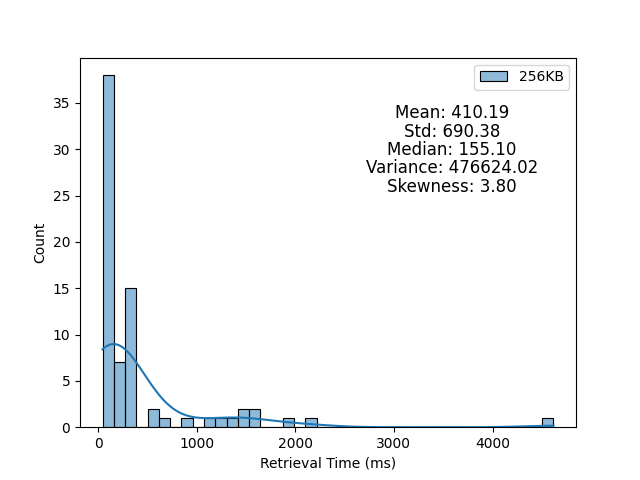 256KB
Mean: 410.19
Std: 690.38
Median: 155.10
Variance: 476624.02
Skewness: 3.80
Count
35
30
25
20
15
10
5
0
0 1000 2000 3000 4000
Retrieval Time (ms)